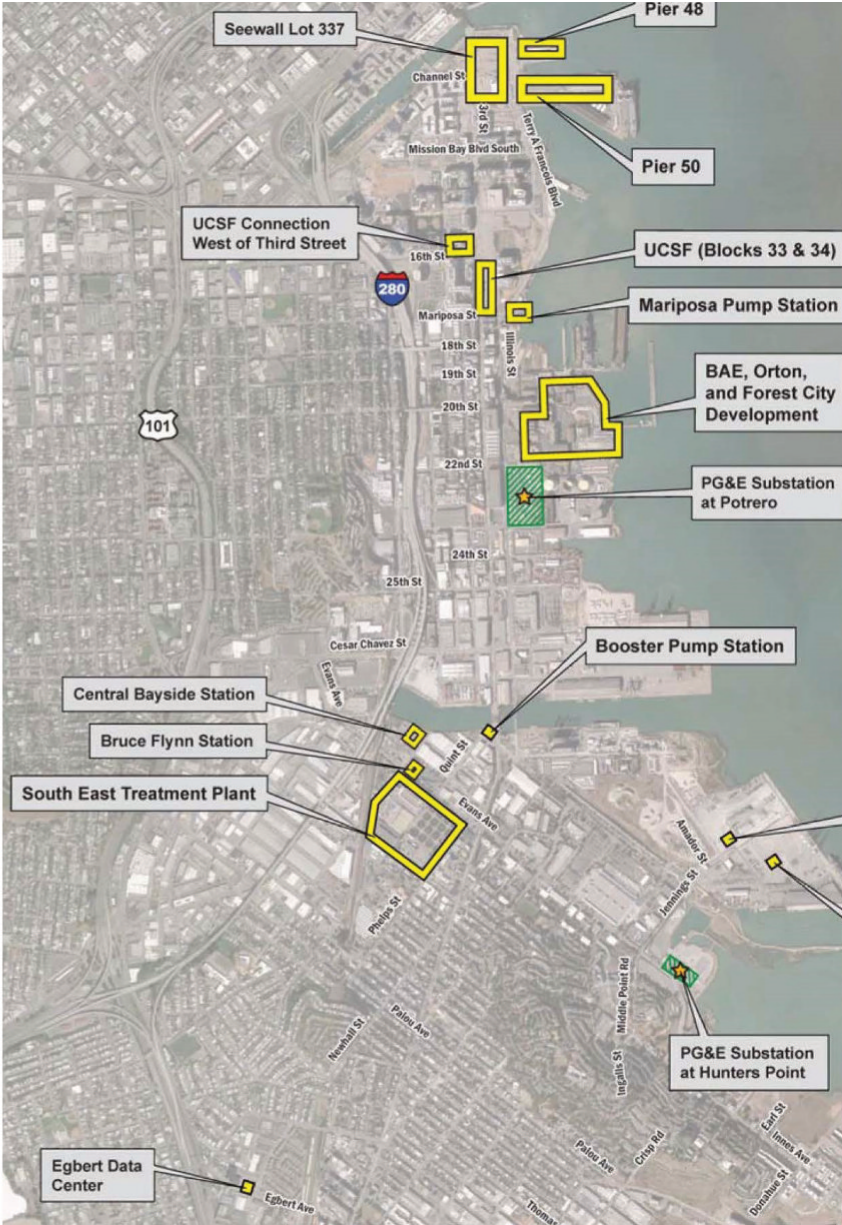 Pier 48
Seewall Lot 337
Channel St
3rd St
Terry A Francois Blvd
Mission Bay Blvd South
Pier 50
UCSF Connection
West of Third Street
16th St
UCSF (Blocks 33 & 34)
280
Mariposa St
Mariposa Pump Station
Illinois St
18th St
19th St
BAE, Orton,
and Forest City
Development
20th St
101
22nd St
PG&E Substation
at Potrero
24th St
25th St
Cesar Chavez St
Booster Pump Station
Evans Ave
Central Bayside Station
Bruce Flynn Station
Quint St
South East Treatment Plant
Evans Ave
Amador St
Jennings St
Phelps St
Middle Point Rd
Newhall St
Palou Ave
PG&E Substation
at Hunters Point
Ingalls St
Earl St
Innes Ave
Crisp Rd
Palou Ave
Donahue St
Egbert Data
Center
Egbert Ave
Thomas